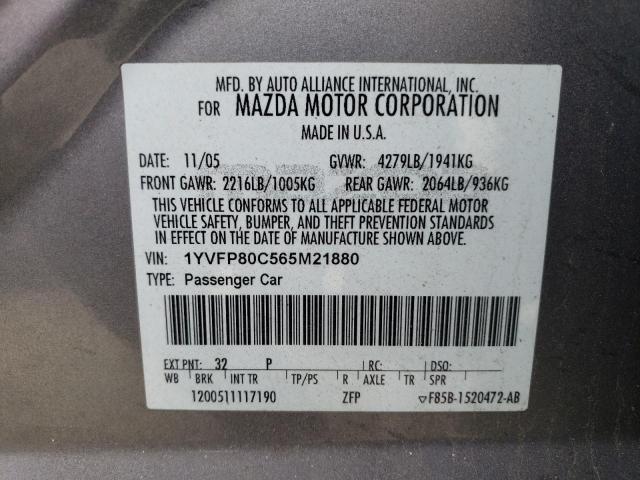 MFD. BY AUTO ALLIANCE INTERNATIONAL, INC.
FOR MAZDA MOTOR CORPORATION
MADE IN U.S.A.
DATE: 11/05 GVWR: 4279LB/1941KG
FRONT GAWR: 2216LB/1005KG REAR GAWR: 2064LB/936KG
THIS VEHICLE CONFORMS TO ALL APPLICABLE FEDERAL MOTOR
VEHICLE SAFETY, BUMPER, AND THEFT PREVENTION STANDARDS
IN EFFECT ON THE DATE OF MANUFACTURE SHOWN ABOVE.
VIN: 1YVFP80C565M21880
TYPE: Passenger Car
EXT PNT: 32 P RC: DSO:
WB BRK INT TR TP/PS R AXLE TR SPR
1200511117190 ZFP F85B-1520472-AB